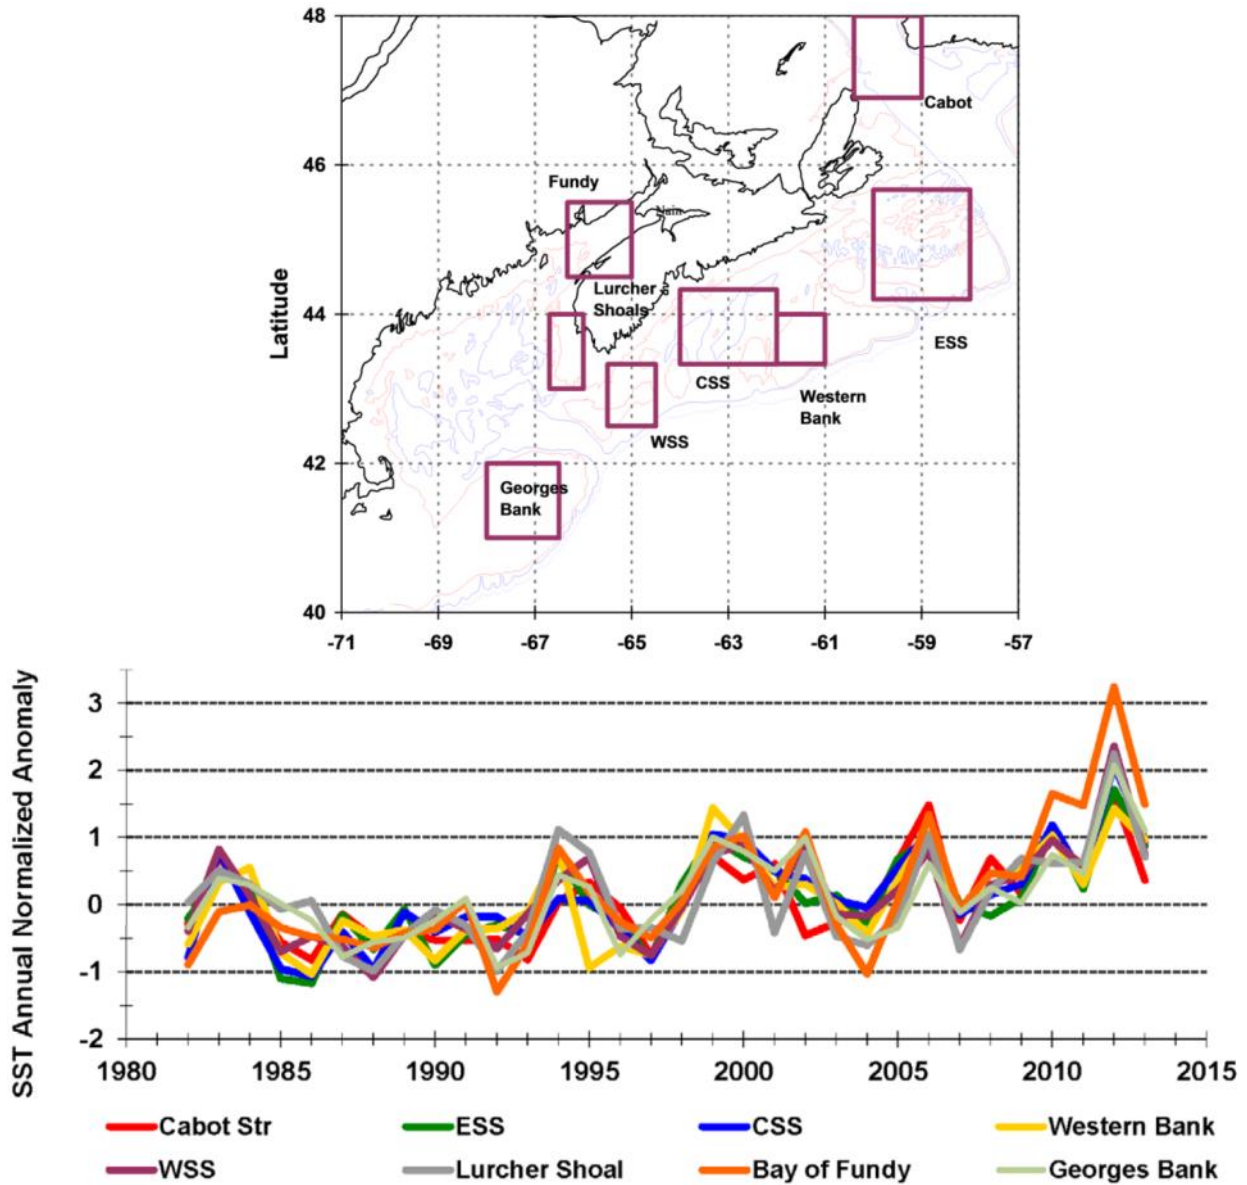 48
Cabot
46
Fundy
Nain
Lurcher
Shoals
44
ESS
CSS
Western
Bank
WSS
42
Georges
Bank
40
Latitude
-71 -69 -67 -65 -63 -61 -59 -57
SST Annual Normalized Anomaly
3
2
1
0
-1
-2
1980 1985 1990 1995 2000 2005 2010 2015
Cabot Str ESS CSS Western Bank
WSS Lurcher Shoal Bay of Fundy Georges Bank